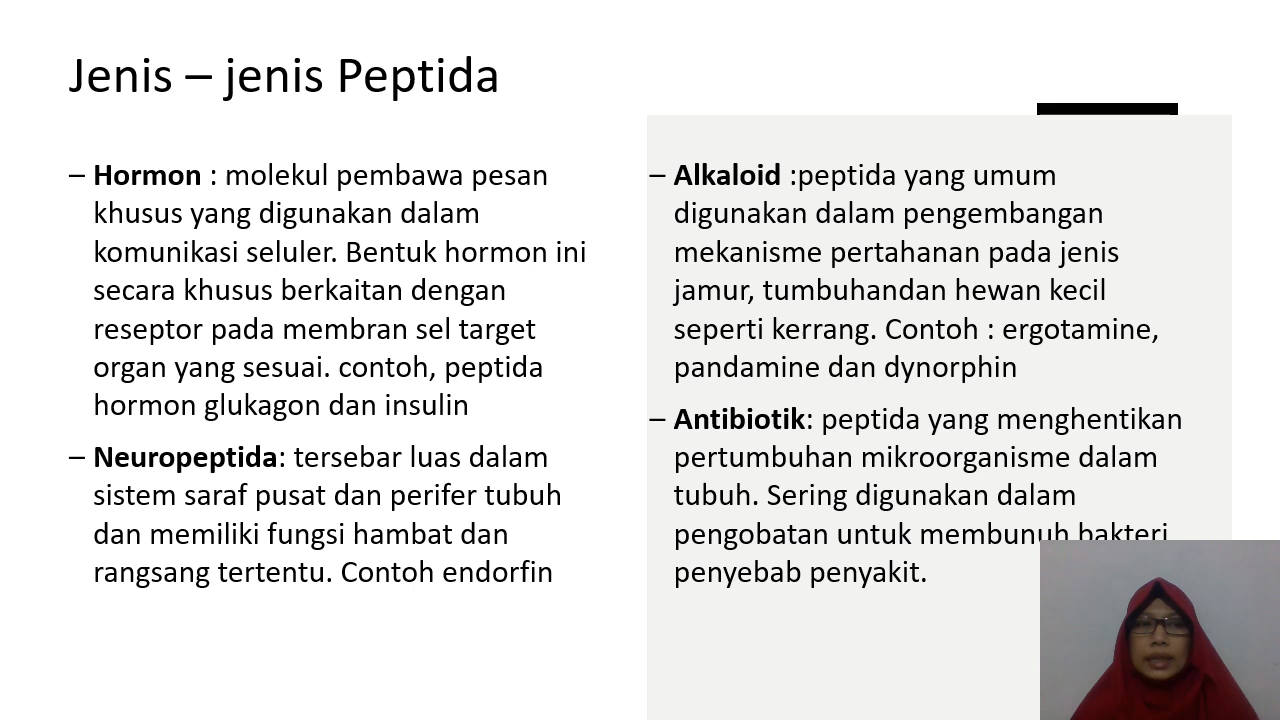 Jenis – jenis Peptida
– Hormon : molekul pembawa pesan
khusus yang digunakan dalam
komunikasi seluler. Bentuk hormon ini
secara khusus berkaitan dengan
reseptor pada membran sel target
organ yang sesuai. contoh, peptida
hormon glukagon dan insulin
– Neuropeptida: tersebar luas dalam
sistem saraf pusat dan perifer tubuh
dan memiliki fungsi hambat dan
rangsang tertentu. Contoh endorfin
– Alkaloid :peptida yang umum
digunakan dalam pengembangan
mekanisme pertahanan pada jenis
jamur, tumbuhandan hewan kecil
seperti kerrang. Contoh : ergotamine,
pandamine dan dynorphin
– Antibiotik: peptida yang menghentikan
pertumbuhan mikroorganisme dalam
tubuh. Sering digunakan dalam
pengobatan untuk membunuh bakteri
penyebab penyakit.